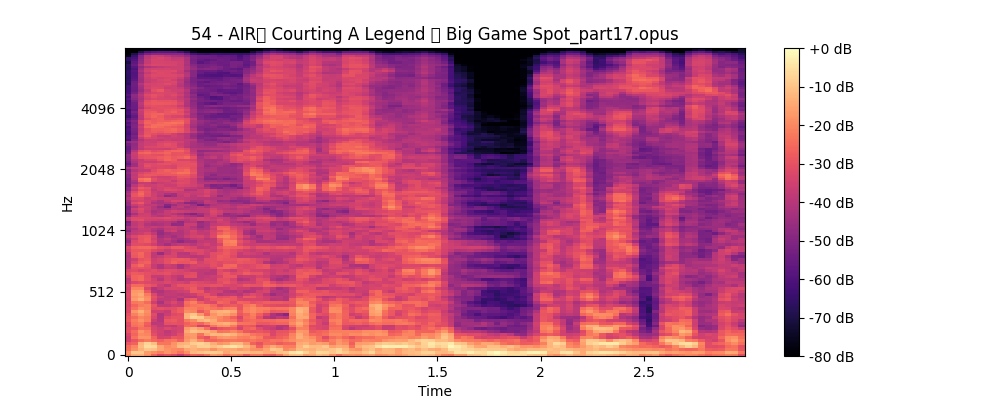 54 - AIR▯ Courting A Legend ▯ Big Game Spot_part17.opus
Hz
4096
2048
1024
512
0
0 0.5 1 1.5 2 2.5
Time
+0 dB
-10 dB
-20 dB
-30 dB
-40 dB
-50 dB
-60 dB
-70 dB
-80 dB